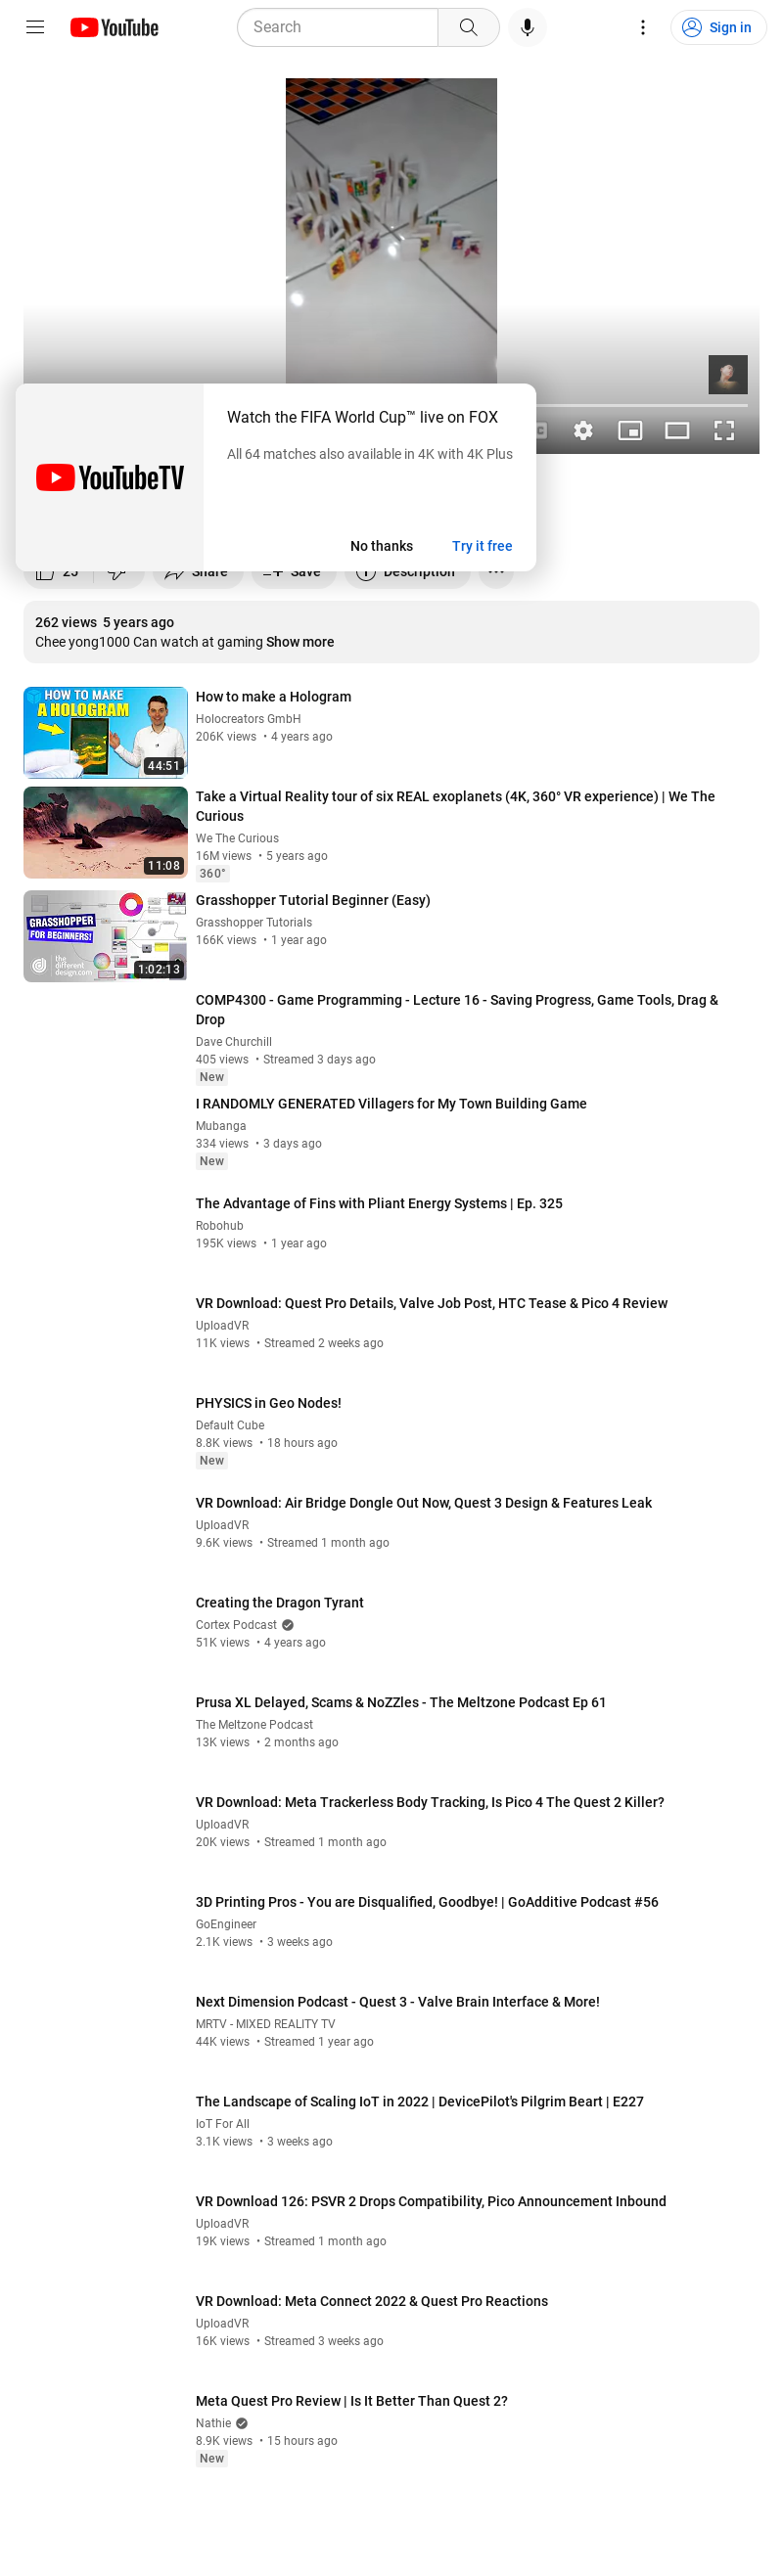 YouTube
Search
Sign in
Watch the FIFA World Cup™ live on FOX
All 64 matches also available in 4K with 4K Plus
YouTubeTV
No thanks
Try it free
25
Share
Save
Description
262 views 5 years ago
Chee yong1000 Can watch at gaming Show more
HOW TO MAKE
A HOLOGRAM
44:51
How to make a Hologram
Holocreators GmbH
206K views • 4 years ago
11:08
Take a Virtual Reality tour of six REAL exoplanets (4K, 360° VR experience) | We The
Curious
We The Curious
16M views • 5 years ago
360°
GRASSHOPPER
FOR BEGINNERS!
the
different
design.com
1:02:13
Grasshopper Tutorial Beginner (Easy)
Grasshopper Tutorials
166K views • 1 year ago
COMP4300 - Game Programming - Lecture 16 - Saving Progress, Game Tools, Drag &
Drop
Dave Churchill
405 views • Streamed 3 days ago
New
I RANDOMLY GENERATED Villagers for My Town Building Game
Mubanga
334 views • 3 days ago
New
The Advantage of Fins with Pliant Energy Systems | Ep. 325
Robohub
195K views • 1 year ago
VR Download: Quest Pro Details, Valve Job Post, HTC Tease & Pico 4 Review
UploadVR
11K views • Streamed 2 weeks ago
PHYSICS in Geo Nodes!
Default Cube
8.8K views • 18 hours ago
New
VR Download: Air Bridge Dongle Out Now, Quest 3 Design & Features Leak
UploadVR
9.6K views • Streamed 1 month ago
Creating the Dragon Tyrant
Cortex Podcast
51K views • 4 years ago
Prusa XL Delayed, Scams & NoZZles - The Meltzone Podcast Ep 61
The Meltzone Podcast
13K views • 2 months ago
VR Download: Meta Trackerless Body Tracking, Is Pico 4 The Quest 2 Killer?
UploadVR
20K views • Streamed 1 month ago
3D Printing Pros - You are Disqualified, Goodbye! | GoAdditive Podcast #56
GoEngineer
2.1K views • 3 weeks ago
Next Dimension Podcast - Quest 3 - Valve Brain Interface & More!
MRTV - MIXED REALITY TV
44K views • Streamed 1 year ago
The Landscape of Scaling IoT in 2022 | DevicePilot's Pilgrim Beart | E227
IoT For All
3.1K views • 3 weeks ago
VR Download 126: PSVR 2 Drops Compatibility, Pico Announcement Inbound
UploadVR
19K views • Streamed 1 month ago
VR Download: Meta Connect 2022 & Quest Pro Reactions
UploadVR
16K views • Streamed 3 weeks ago
Meta Quest Pro Review | Is It Better Than Quest 2?
Nathie
8.9K views • 15 hours ago
New